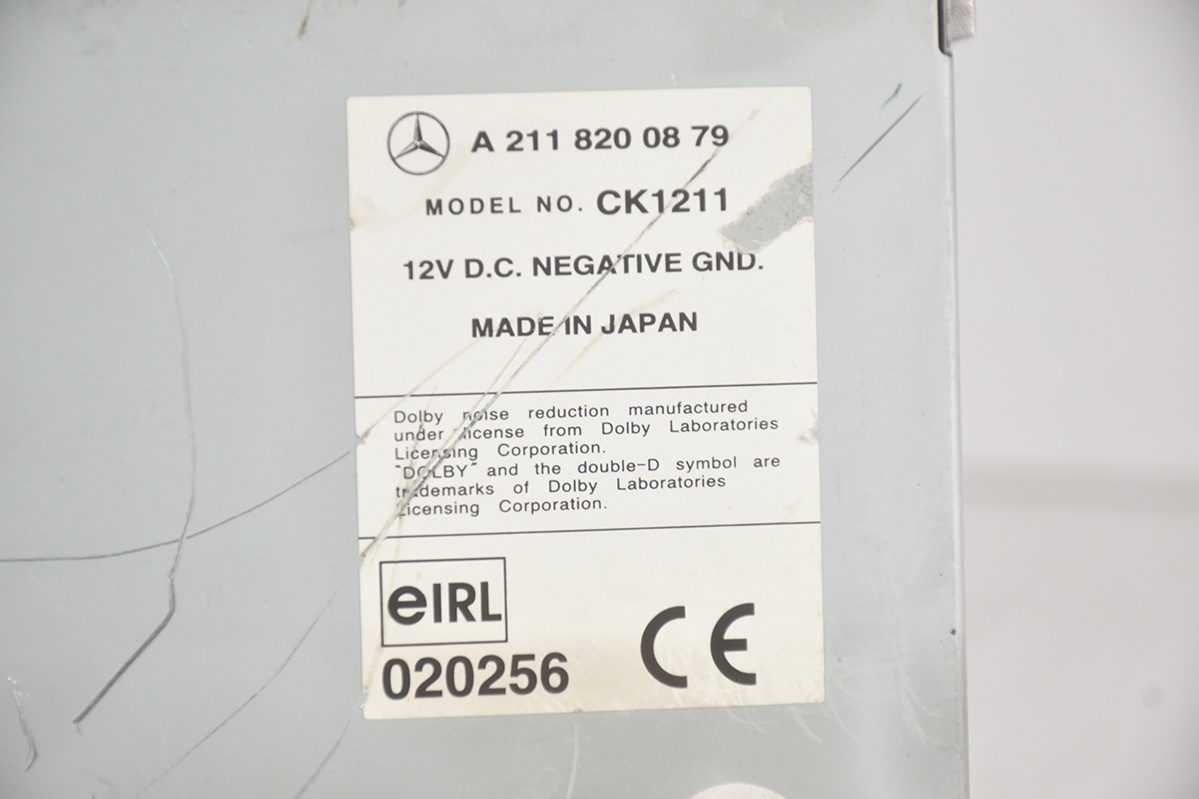 A 211 820 08 79
MODEL NO. CK1211
12V D.C. NEGATIVE GND.
MADE IN JAPAN
Dolby noise reduction manufactured
under license from Dolby Laboratories
Licensing Corporation.
"DOLBY" and the double-D symbol are
trademarks of Dolby Laboratories
Licensing Corporation.
eIRL
020256
CE